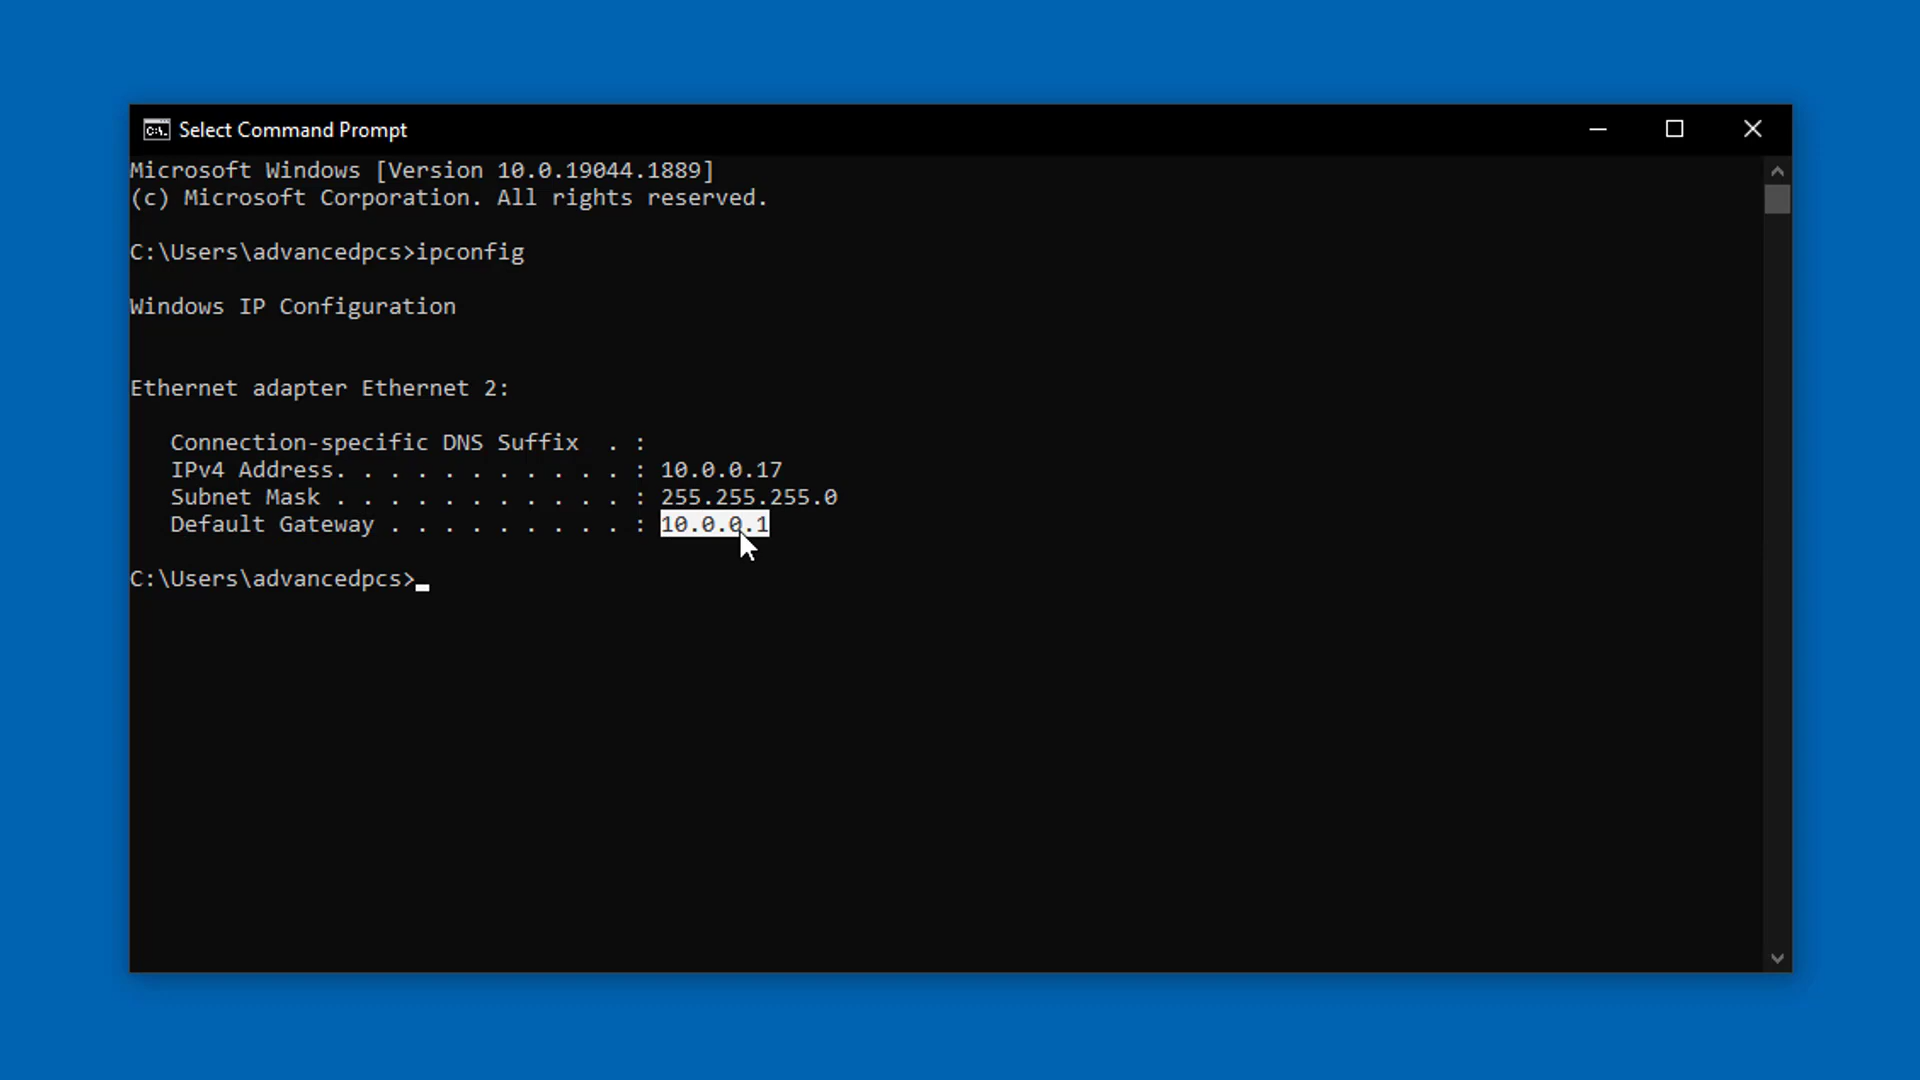 Select Command Prompt
Microsoft Windows [Version 10.0.19044.1889]
(c) Microsoft Corporation. All rights reserved.
C:\Users\advancedpcs>ipconfig
Windows IP Configuration
Ethernet adapter Ethernet 2:
Connection-specific DNS Suffix  . :
IPv4 Address. . . . . . . . . . . : 10.0.0.17
Subnet Mask . . . . . . . . . . . : 255.255.255.0
Default Gateway . . . . . . . . . : 10.0.0.1
C:\Users\advancedpcs>